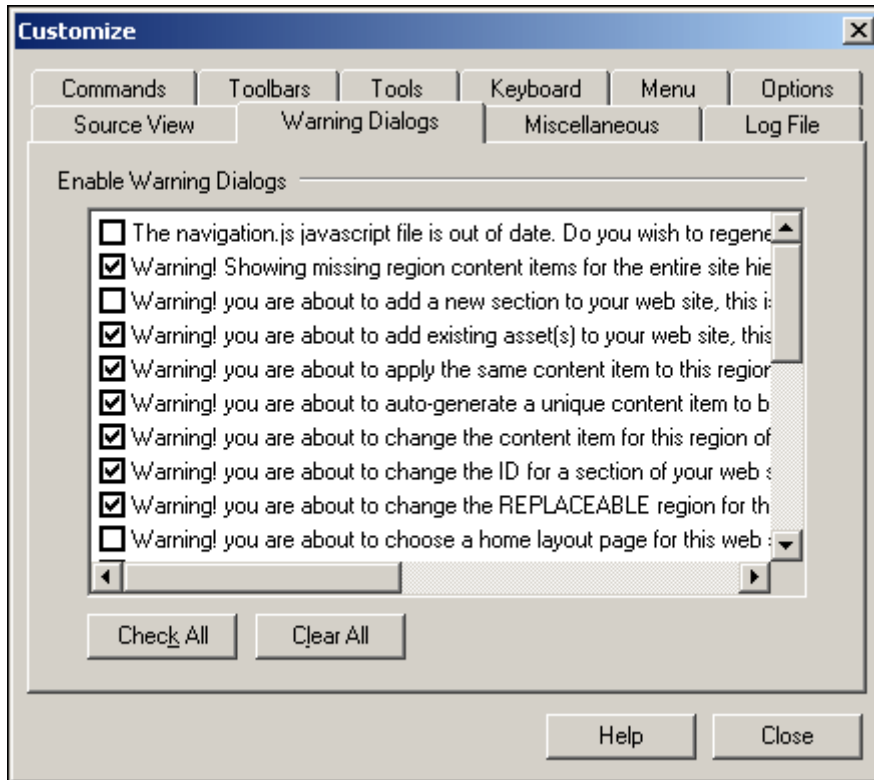 Customize
Commands Toolbars Tools Keyboard Menu Options
Source View Warning Dialogs Miscellaneous Log File
Enable Warning Dialogs
The navigation.js javascript file is out of date. Do you wish to regene
Warning! Showing missing region content items for the entire site hie
Warning! you are about to add a new section to your web site, this is
Warning! you are about to add existing asset(s) to your web site, this
Warning! you are about to apply the same content item to this region
Warning! you are about to auto-generate a unique content item to b
Warning! you are about to change the content item for this region of
Warning! you are about to change the ID for a section of your web s
Warning! you are about to change the REPLACEABLE region for th
Warning! you are about to choose a home layout page for this web s
Check All Clear All
Help Close